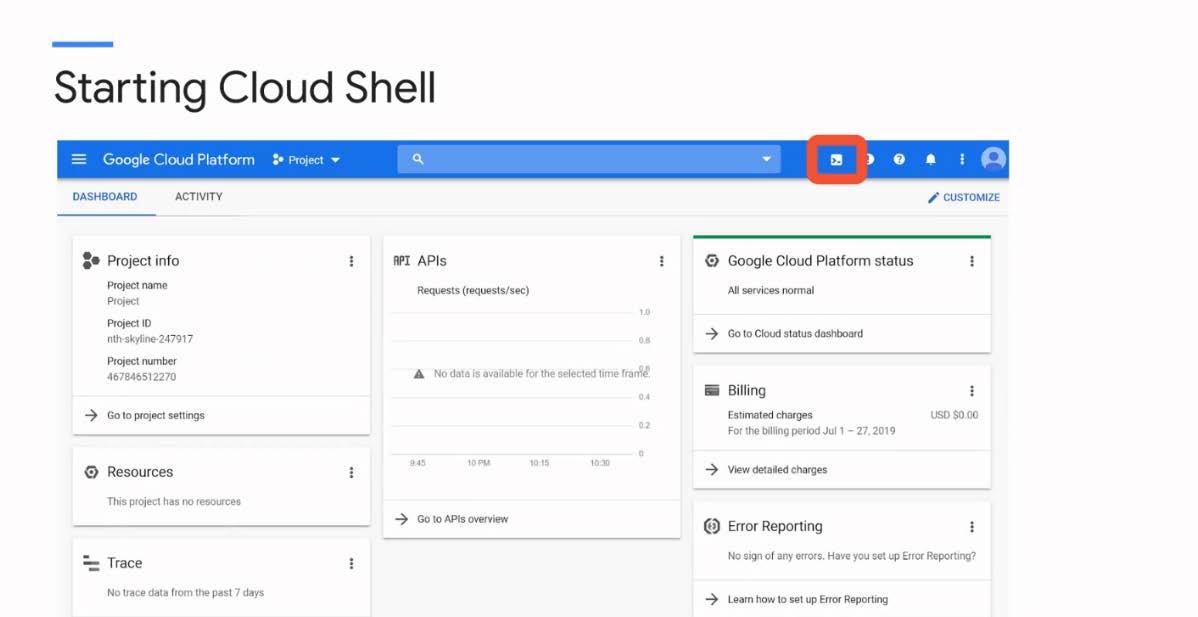 Starting Cloud Shell
Google Cloud Platform
Project
DASHBOARD
ACTIVITY
CUSTOMIZE
Project info
Project name
Project
Project ID
nth-skyline-247917
Project number
467846512270
Go to project settings
Resources
This project has no resources
Trace
No trace data from the past 7 days
API APIs
Requests (requests/sec)
1.0
0.8
0.6
No data is available for the selected time frame.
0.4
0.2
0
9:45 10 PM 10:15 10:30
Go to APIs overview
Google Cloud Platform status
All services normal
Go to Cloud status dashboard
Billing
Estimated charges USD $0.00
For the billing period Jul 1 – 27, 2019
View detailed charges
Error Reporting
No sign of any errors. Have you set up Error Reporting?
Learn how to set up Error Reporting